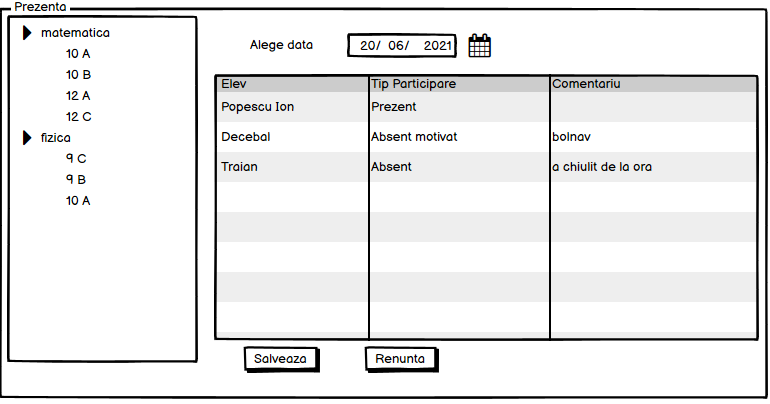 Prezenta
matematica
10 A
10 B
12 A
12 C
fizica
9 C
9 B
10 A
Alege data 20/ 06/ 2021
Elev Tip Participare Comentariu
Popescu Ion Prezent
Decebal Absent motivat bolnav
Traian Absent a chiulit de la ora
Salveaza Renunta